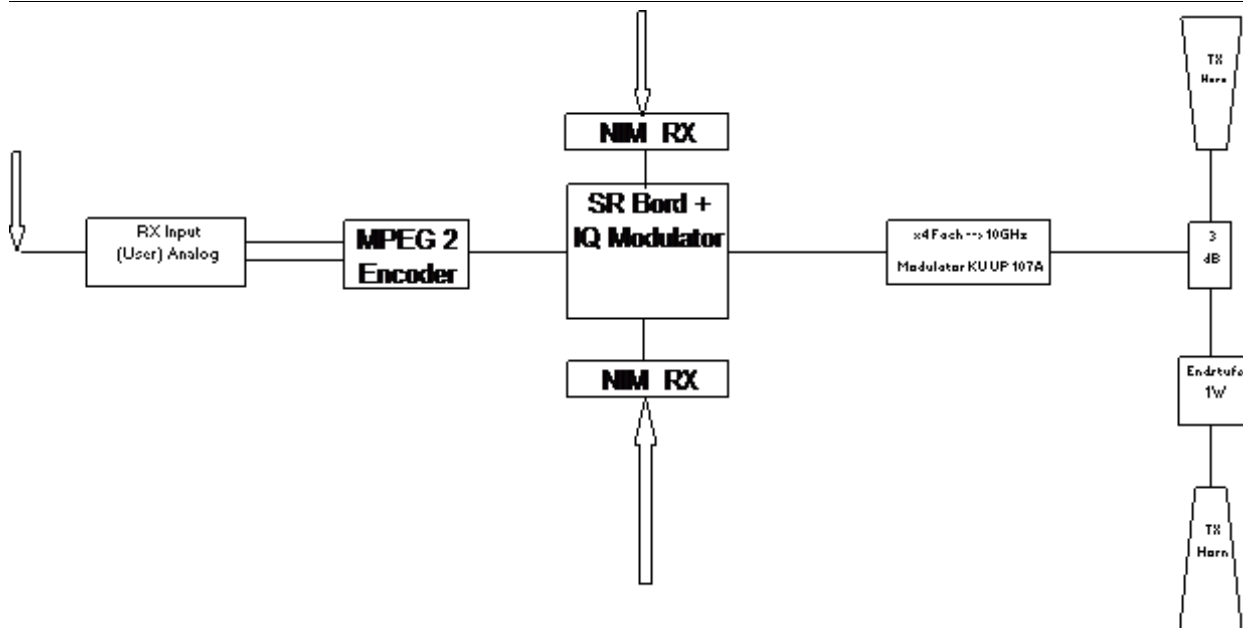 TX
Horn
NIM RX
RX Input
(User) Analog
MPEG 2
Encoder
SR Bord +
IQ Modulator
x4 Fach --> 10GHz
Modulator KU UP 107A
3
dB
NIM RX
Endstufe
1W
TX
Horn